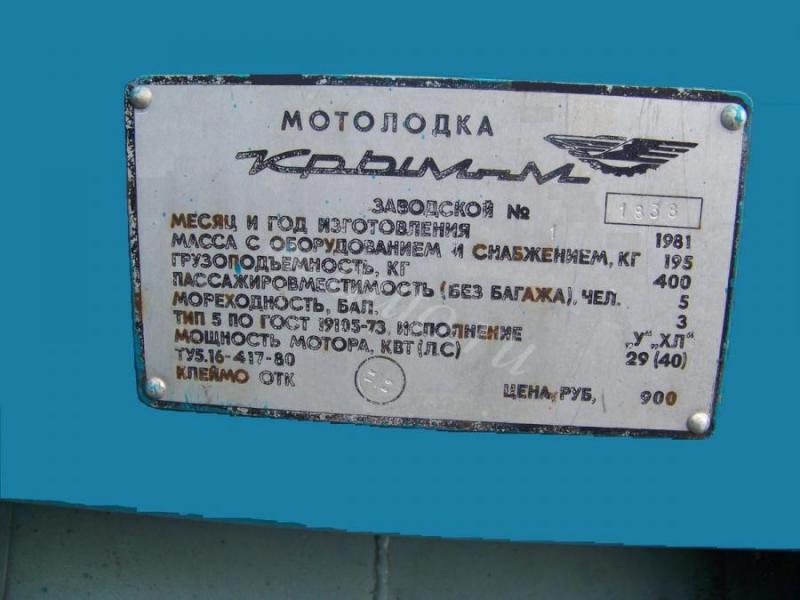 МОТОЛОДКА
Крым-М
ЗАВОДСКОЙ № 1838
МЕСЯЦ И ГОД ИЗГОТОВЛЕНИЯ 1 1981
МАССА С ОБОРУДОВАНИЕМ И СНАБЖЕНИЕМ, КГ 195
ГРУЗОПОДЪЕМНОСТЬ, КГ 400
ПАССАЖИРОВМЕСТИМОСТЬ (БЕЗ БАГАЖА), ЧЕЛ. 5
МОРЕХОДНОСТЬ, БАЛ. 3
ТИП 5 ПО ГОСТ 19105-73, ИСПОЛНЕНИЕ „У“ „ХЛ“
МОЩНОСТЬ МОТОРА, КВТ (Л.С) 29 (40)
ТУ5.16-417-80
КЛЕЙМО ОТК ЦЕНА, РУБ, 900